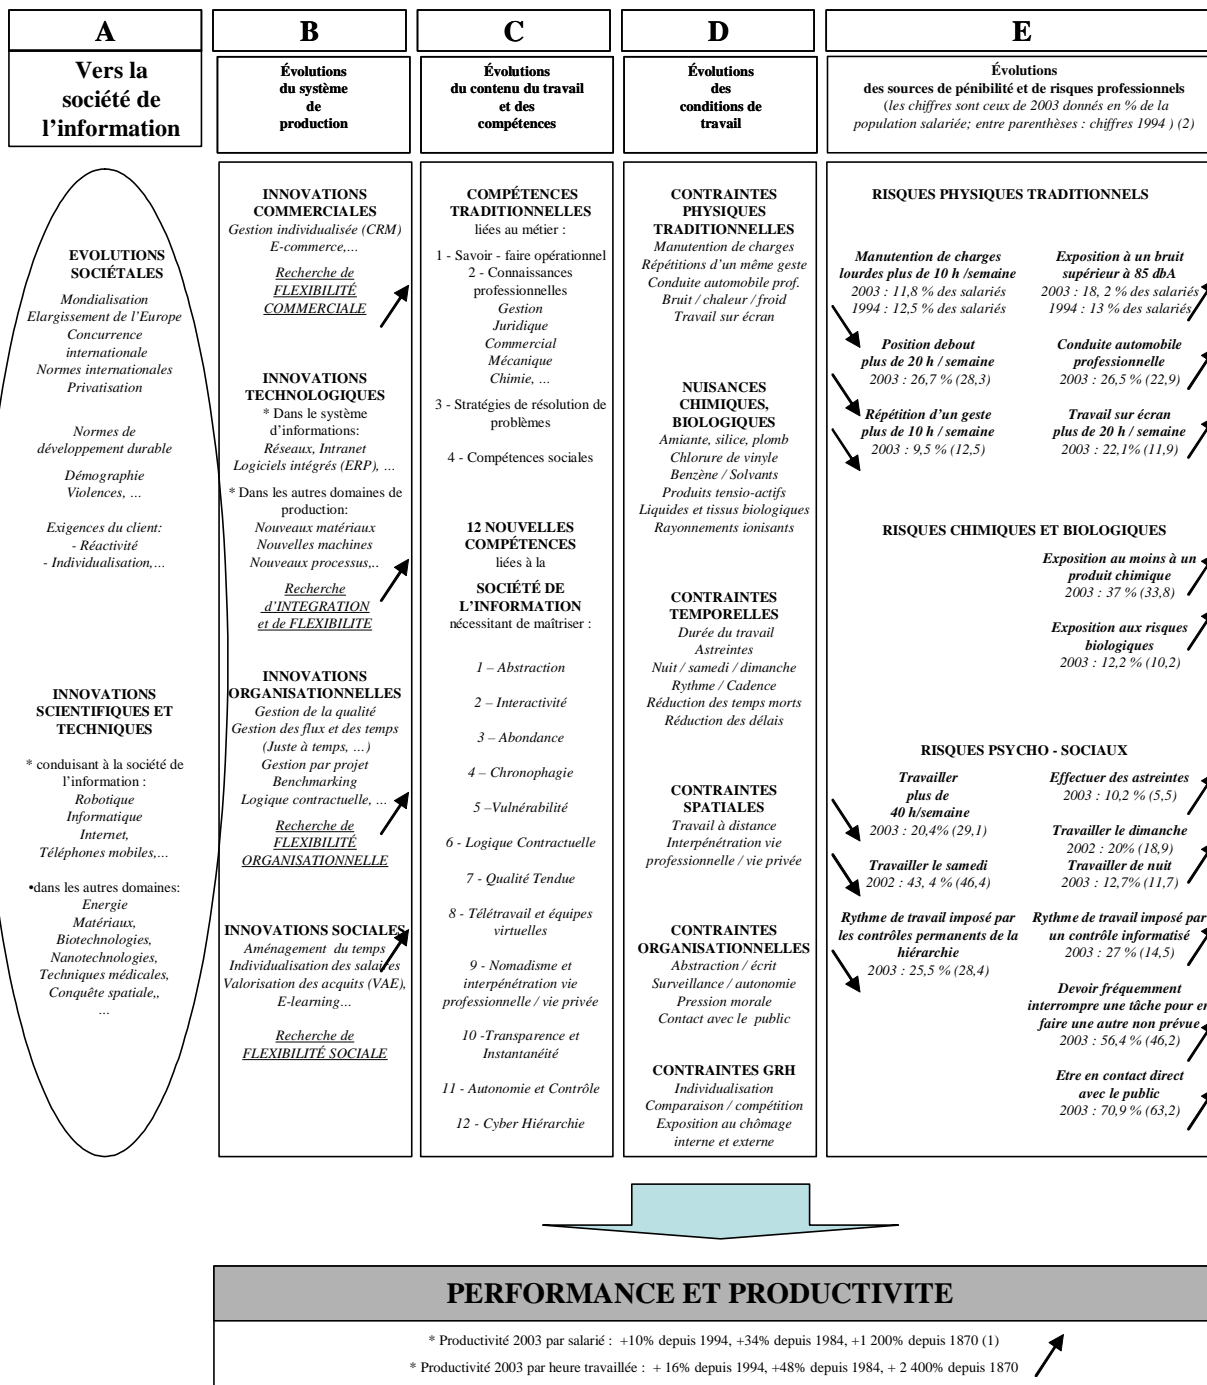 A
Vers la
société de
l'information
EVOLUTIONS
SOCIÉTALES
Mondialisation
Elargissement de l'Europe
Concurrence
internationale
Normes internationales
Privatisation
Normes de
développement durable
Démographie
Violences, …
Exigences du client:
- Réactivité
- Individualisation,…
INNOVATIONS
SCIENTIFIQUES ET
TECHNIQUES
* conduisant à la société de
l'information :
Robotique
Informatique
Internet,
Téléphones mobiles,…
•dans les autres domaines:
Energie
Matériaux,
Biotechnologies,
Nanotechnologies,
Techniques médicales,
Conquête spatiale,,
…
B
Évolutions
du système
de
production
INNOVATIONS
COMMERCIALES
Gestion individualisée (CRM)
E-commerce,…
Recherche de
FLEXIBILITÉ
COMMERCIALE
INNOVATIONS
TECHNOLOGIQUES
* Dans le système
d'informations:
Réseaux, Intranet
Logiciels intégrés (ERP), …
* Dans les autres domaines de
production:
Nouveaux matériaux
Nouvelles machines
Nouveaux processus,..
Recherche
d'INTEGRATION
et de FLEXIBILITE
INNOVATIONS
ORGANISATIONNELLES
Gestion de la qualité
Gestion des flux et des temps
(Juste à temps, …)
Gestion par projet
Benchmarking
Logique contractuelle, …
Recherche de
FLEXIBILITÉ
ORGANISATIONNELLE
INNOVATIONS SOCIALES
Aménagement du temps
Individualisation des salaires
Valorisation des acquits (VAE),
E-learning…
Recherche de
FLEXIBILITÉ SOCIALE
C
Évolutions
du contenu du travail
et des
compétences
COMPÉTENCES
TRADITIONNELLES
liées au métier :
1 - Savoir - faire opérationnel
2 - Connaissances
professionnelles
Gestion
Juridique
Commercial
Mécanique
Chimie, …
3 - Stratégies de résolution de
problèmes
4 - Compétences sociales
12 NOUVELLES
COMPÉTENCES
liées à la
SOCIÉTÉ DE
L'INFORMATION
nécessitant de maîtriser :
1 – Abstraction
2 – Interactivité
3 – Abondance
4 – Chronophagie
5 –Vulnérabilité
6 - Logique Contractuelle
7 - Qualité Tendue
8 - Télétravail et équipes
virtuelles
9 - Nomadisme et
interpénétration vie
professionnelle / vie privée
10 -Transparence et
Instantanéité
11 - Autonomie et Contrôle
12 - Cyber Hiérarchie
D
Évolutions
des
conditions de
travail
CONTRAINTES
PHYSIQUES
TRADITIONNELLES
Manutention de charges
Répétitions d'un même geste
Conduite automobile prof.
Bruit / chaleur / froid
Travail sur écran
NUISANCES
CHIMIQUES,
BIOLOGIQUES
Amiante, silice, plomb
Chlorure de vinyle
Benzène / Solvants
Produits tensio-actifs
Liquides et tissus biologiques
Rayonnements ionisants
CONTRAINTES
TEMPORELLES
Durée du travail
Astreintes
Nuit / samedi / dimanche
Rythme / Cadence
Réduction des temps morts
Réduction des délais
CONTRAINTES
SPATIALES
Travail à distance
Interpénétration vie
professionnelle / vie privée
CONTRAINTES
ORGANISATIONNELLES
Abstraction / écrit
Surveillance / autonomie
Pression morale
Contact avec le public
CONTRAINTES GRH
Individualisation
Comparaison / compétition
Exposition au chômage
interne et externe
E
Évolutions
des sources de pénibilité et de risques professionnels
(les chiffres sont ceux de 2003 donnés en % de la
population salariée; entre parenthèses : chiffres 1994 ) (2)
RISQUES PHYSIQUES TRADITIONNELS
Manutention de charges
lourdes plus de 10 h /semaine
2003 : 11,8 % des salariés
1994 : 12,5 % des salariés
Exposition à un bruit
supérieur à 85 dbA
2003 : 18, 2 % des salariés
1994 : 13 % des salariés
Position debout
plus de 20 h / semaine
2003 : 26,7 % (28,3)
Conduite automobile
professionnelle
2003 : 26,5 % (22,9)
Répétition d'un geste
plus de 10 h / semaine
2003 : 9,5 % (12,5)
Travail sur écran
plus de 20 h / semaine
2003 : 22,1% (11,9)
RISQUES CHIMIQUES ET BIOLOGIQUES
Exposition au moins à un
produit chimique
2003 : 37 % (33,8)
Exposition aux risques
biologiques
2003 : 12,2 % (10,2)
RISQUES PSYCHO - SOCIAUX
Travailler
plus de
40 h/semaine
2003 : 20,4% (29,1)
Effectuer des astreintes
2003 : 10,2 % (5,5)
Travailler le dimanche
2002 : 20% (18,9)
Travailler le samedi
2002 : 43, 4 % (46,4)
Travailler de nuit
2003 : 12,7% (11,7)
Rythme de travail imposé par
les contrôles permanents de la
hiérarchie
2003 : 25,5 % (28,4)
Rythme de travail imposé par
un contrôle informatisé
2003 : 27 % (14,5)
Devoir fréquemment
interrompre une tâche pour en
faire une autre non prévue
2003 : 56,4 % (46,2)
Etre en contact direct
avec le public
2003 : 70,9 % (63,2)
PERFORMANCE ET PRODUCTIVITE
* Productivité 2003 par salarié : +10% depuis 1994, +34% depuis 1984, +1 200% depuis 1870 (1)
* Productivité 2003 par heure travaillée : + 16% depuis 1994, +48% depuis 1984, + 2 400% depuis 1870